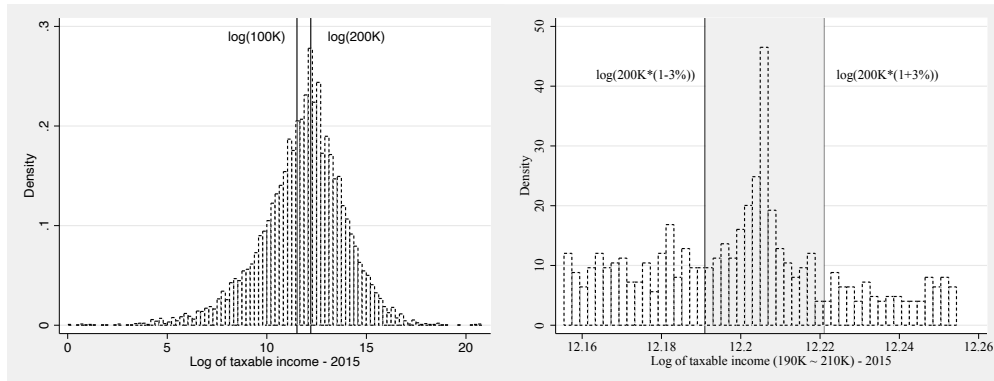 log(100K)
log(200K)
.3
.2
.1
0
Density
0
5
10
15
20
Log of taxable income - 2015
log(200K*(1-3%))
log(200K*(1+3%))
50
40
30
20
10
0
Density
12.16
12.18
12.2
12.22
12.24
12.26
Log of taxable income (190K ~ 210K) - 2015